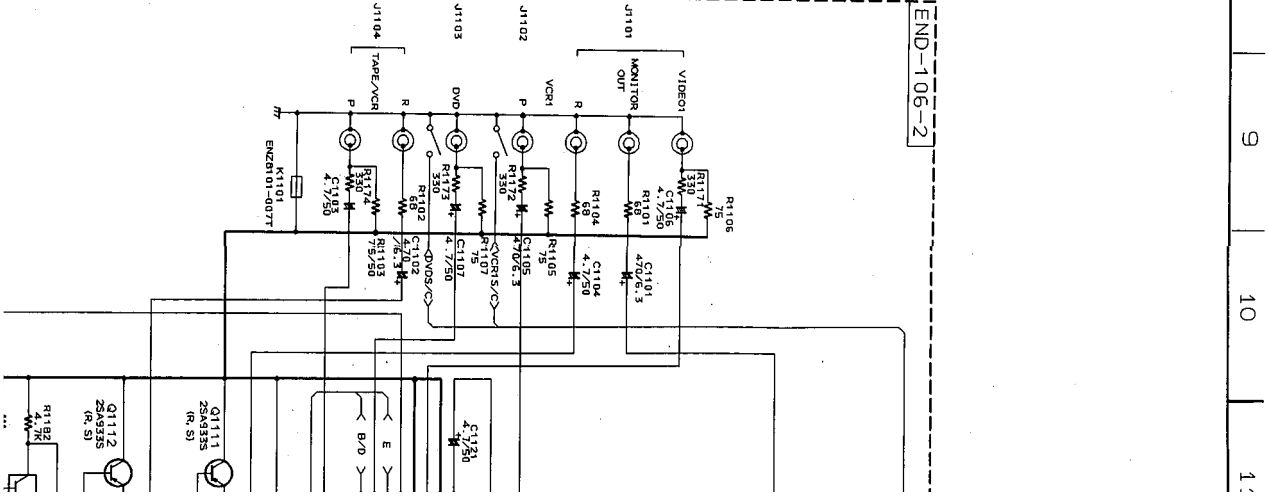 END-106-2
9
10
J1101
J1102
J1103
J1104
VIDEO1
MONITOR
OUT
VCR1
R
P
DVD
TAPE/VCR
R
P
R1106
75
R1171
330
C1106
4.7/50
R1101
68
C1101
470/6.3
R1104
68
C1104
4.7/50
R1105
75
R1172
330
C1105
470/6.3
VCR1S/C
R1107
75
R1173
330
C1107
4.7/50
DVDS/C
R1102
68
C1102
470
/6.3
R1103
75/50
R1174
330
C1103
4.7/50
K1101
ENZ8101-007T
C1121
4.7/50
E
B/D
Q1111
2SA933S
(R,S)
Q1112
2SA933S
(R,S)
R1182
4.7K